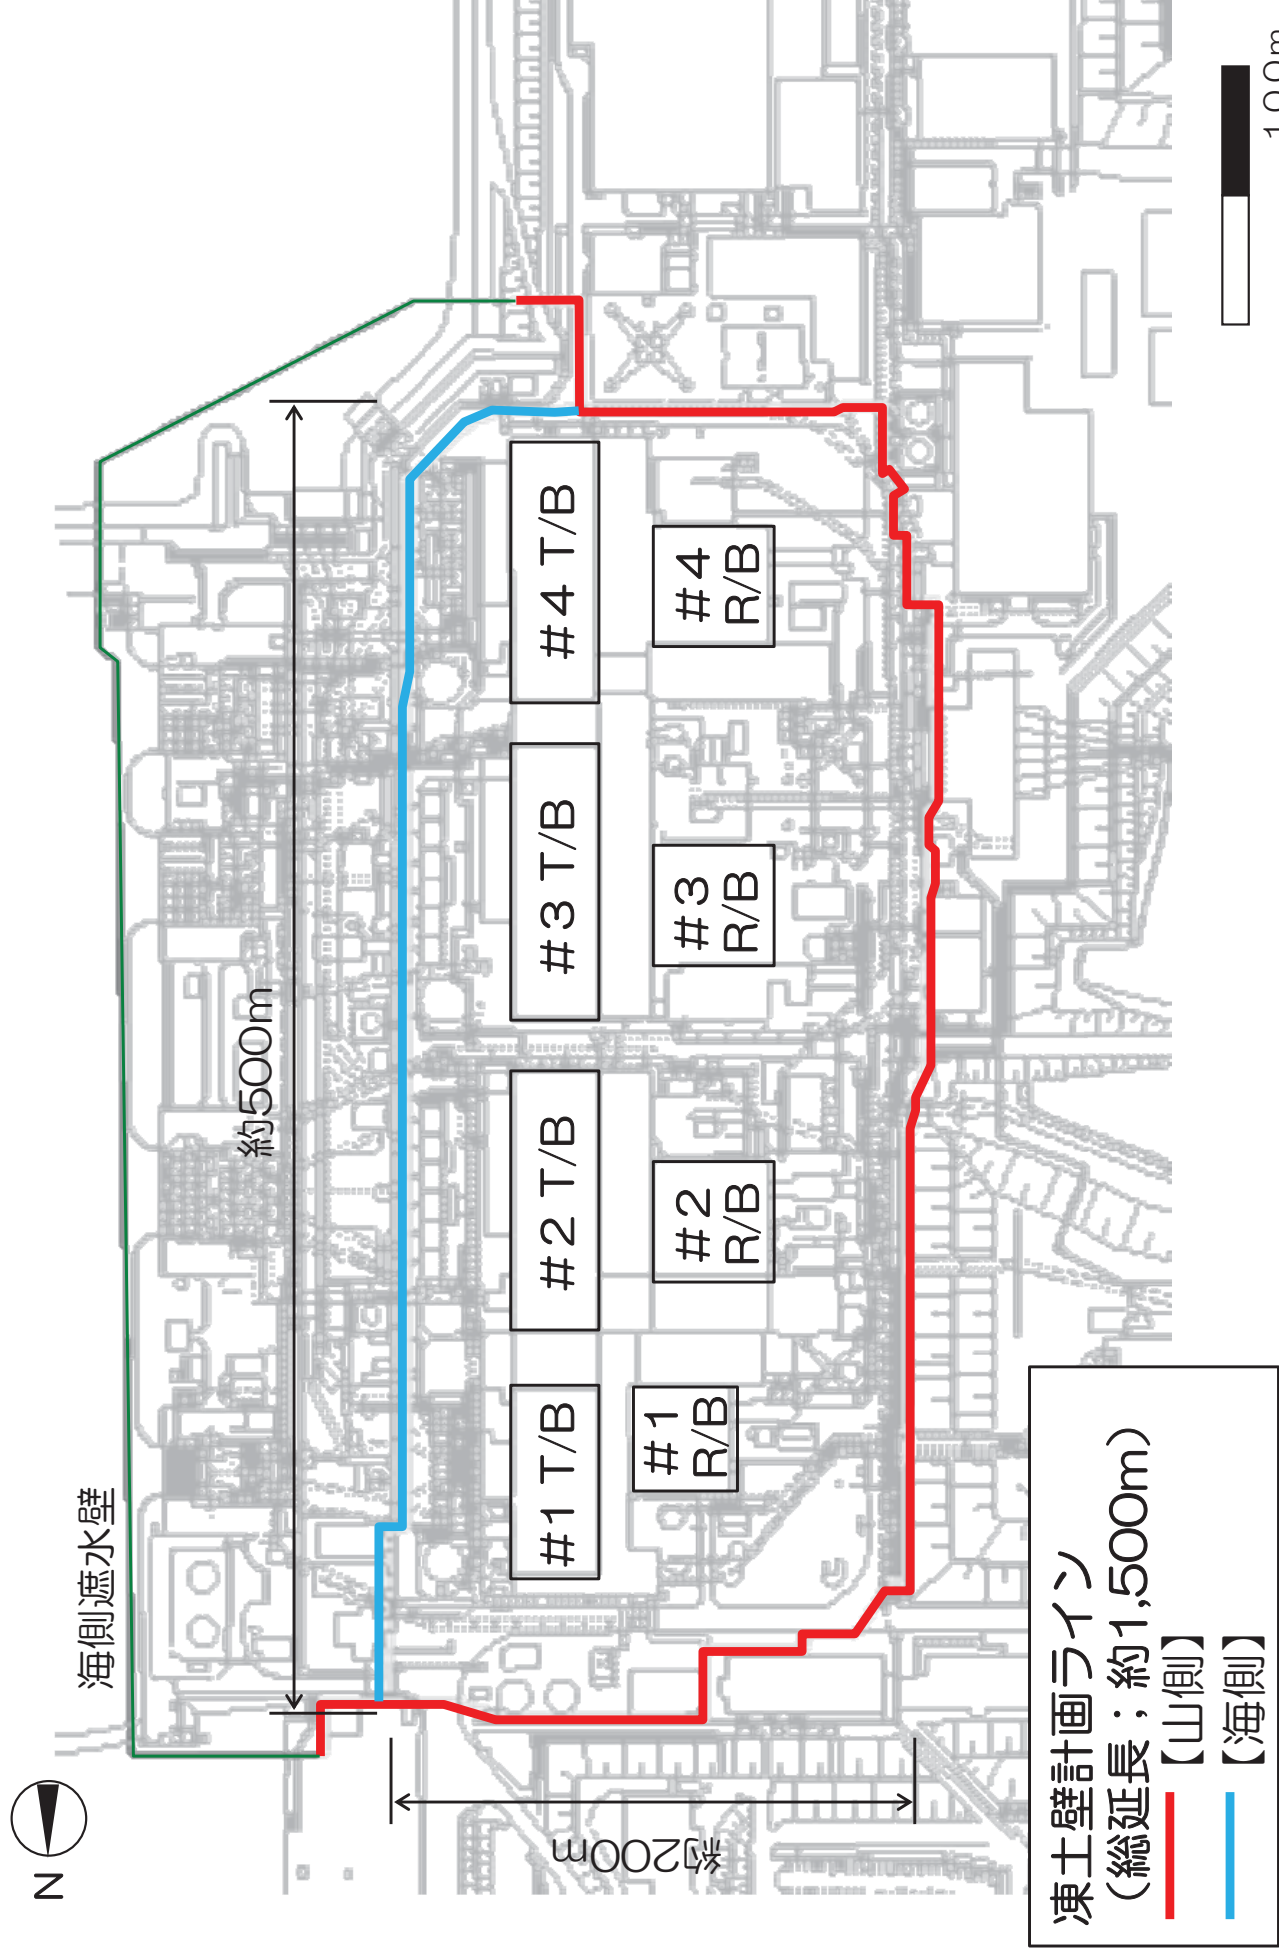 N
海側遮水壁
約500m
約200m
#1 T/B
#2 T/B
#3 T/B
#4 T/B
#1
R/B
#2
R/B
#3
R/B
#4
R/B
凍土壁計画ライン
(総延長；約1,500m)
【山側】
【海側】
100m